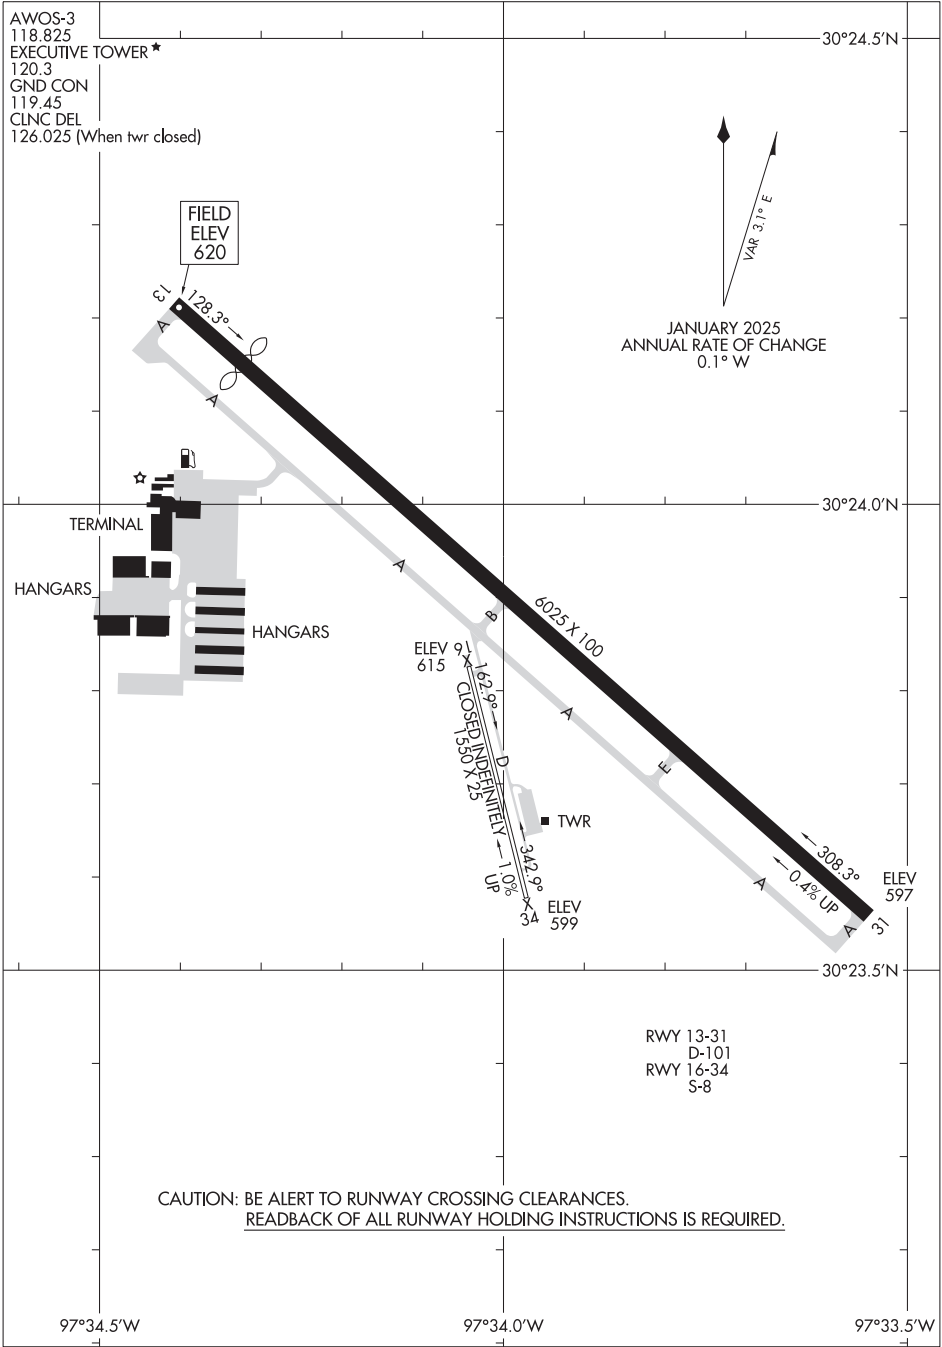 AWOS-3
118.825
EXECUTIVE TOWER★
120.3
GND CON
119.45
CLNC DEL
126.025 (When twr closed)
30°24.5'N
VAR 3.1° E
JANUARY 2025
ANNUAL RATE OF CHANGE
0.1° W
FIELD
ELEV
620
13
128.3°
A
A
TERMINAL
30°24.0'N
HANGARS
HANGARS
A
B
6025 X 100
ELEV
615
16
X
162.9°
CLOSED INDEFINITELY
1550 X 25
D
A
E
TWR
342.9°
1.0%
UP
X
34
ELEV
599
308.3°
0.4% UP
A
A
ELEV
597
31
30°23.5'N
RWY 13-31
D-101
RWY 16-34
S-8
CAUTION: BE ALERT TO RUNWAY CROSSING CLEARANCES.
READBACK OF ALL RUNWAY HOLDING INSTRUCTIONS IS REQUIRED.
97°34.5'W
97°34.0'W
97°33.5'W